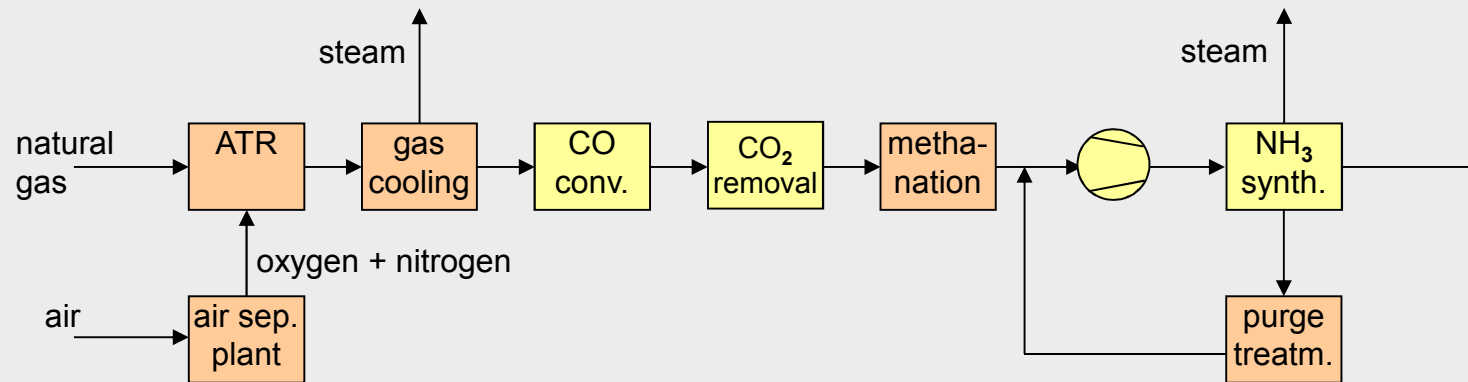 steam
steam
natural
gas
ATR
gas
cooling
CO
conv.
CO₂
removal
metha-
nation
NH₃
synth.
oxygen + nitrogen
air
air sep.
plant
purge
treatm.